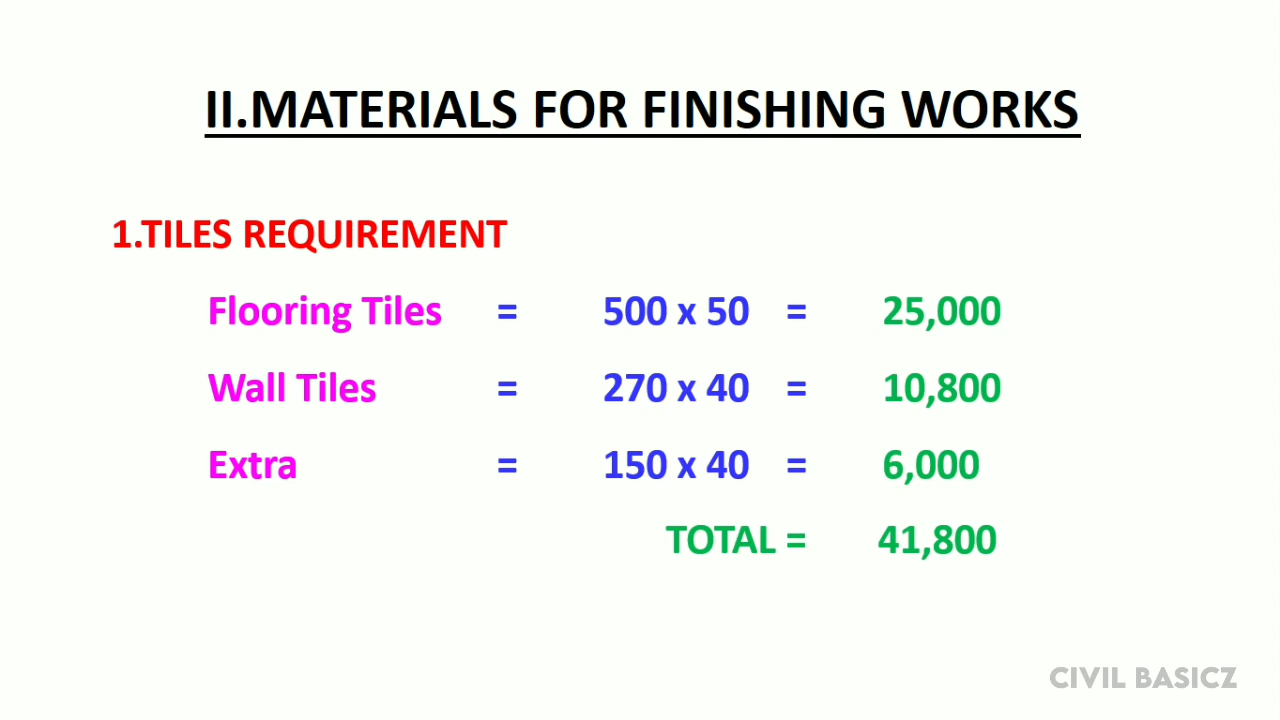 II.MATERIALS FOR FINISHING WORKS
1.TILES REQUIREMENT
Flooring Tiles = 500 x 50 = 25,000
Wall Tiles = 270 x 40 = 10,800
Extra = 150 x 40 = 6,000
TOTAL = 41,800
CIVIL BASICZ